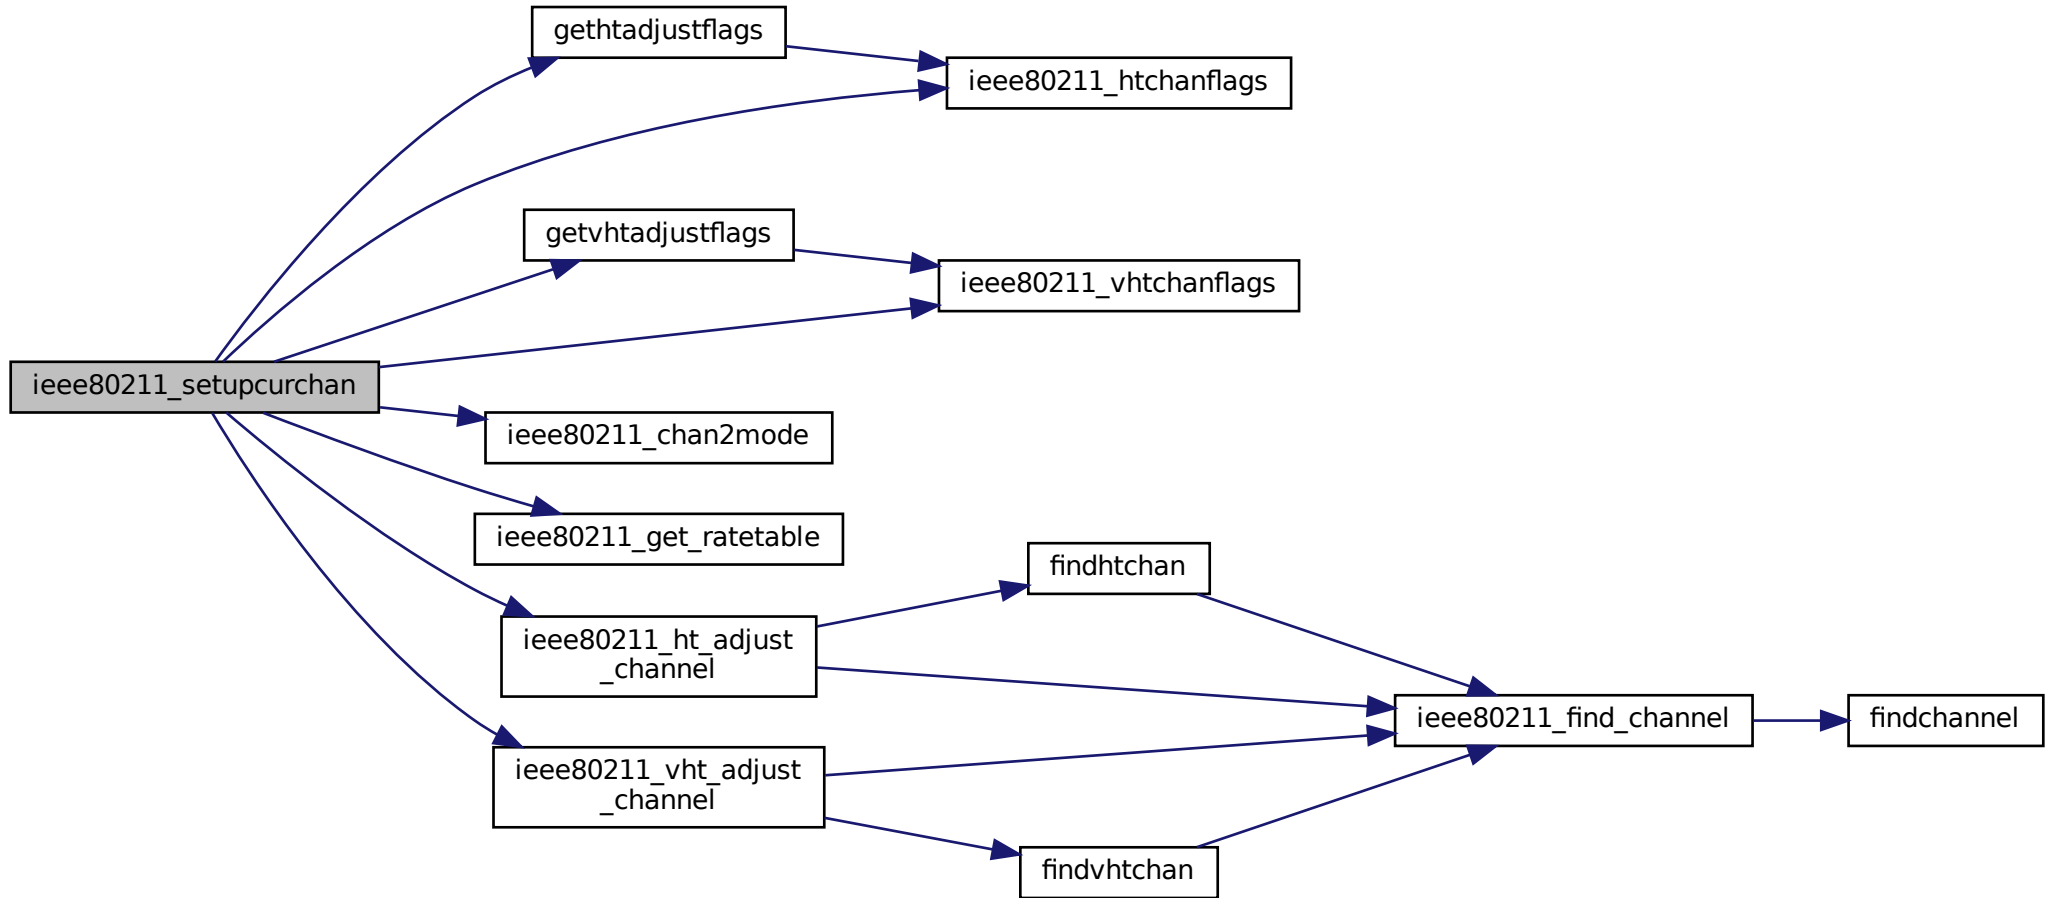 gethtadjustflags
ieee80211_htchanflags
getvhtadjustflags
ieee80211_vhtchanflags
ieee80211_setupcurchan
ieee80211_chan2mode
ieee80211_get_ratetable
findhtchan
ieee80211_ht_adjust
_channel
ieee80211_find_channel
findchannel
ieee80211_vht_adjust
_channel
findvhtchan